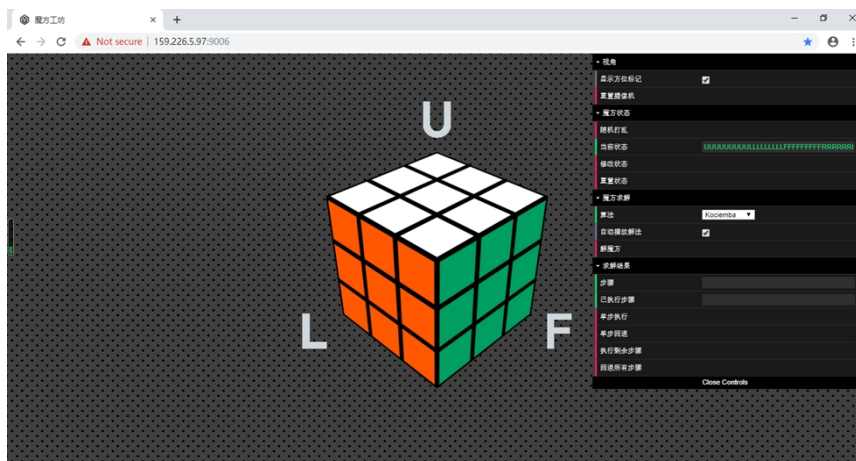 魔方工坊
Not secure | 159.226.5.97:9006
U
L
F
视角
显示方位标记
重置摄像机
魔方状态
随机打乱
当前状态 UUUUUUUUULLLLLLLLLFFFFFFFFFRRRRRR
修改状态
重置状态
魔方求解
算法 Kociemba
自动播放解法
解魔方
求解结果
步骤
已执行步骤
单步执行
单步回退
执行剩余步骤
回退所有步骤
Close Controls